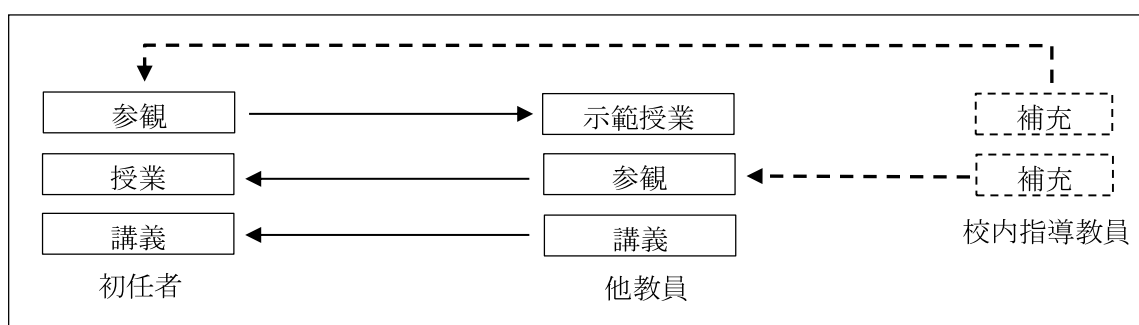 参観 示範授業 補充
授業 参観 補充
講義 講義 校内指導教員
初任者 他教員